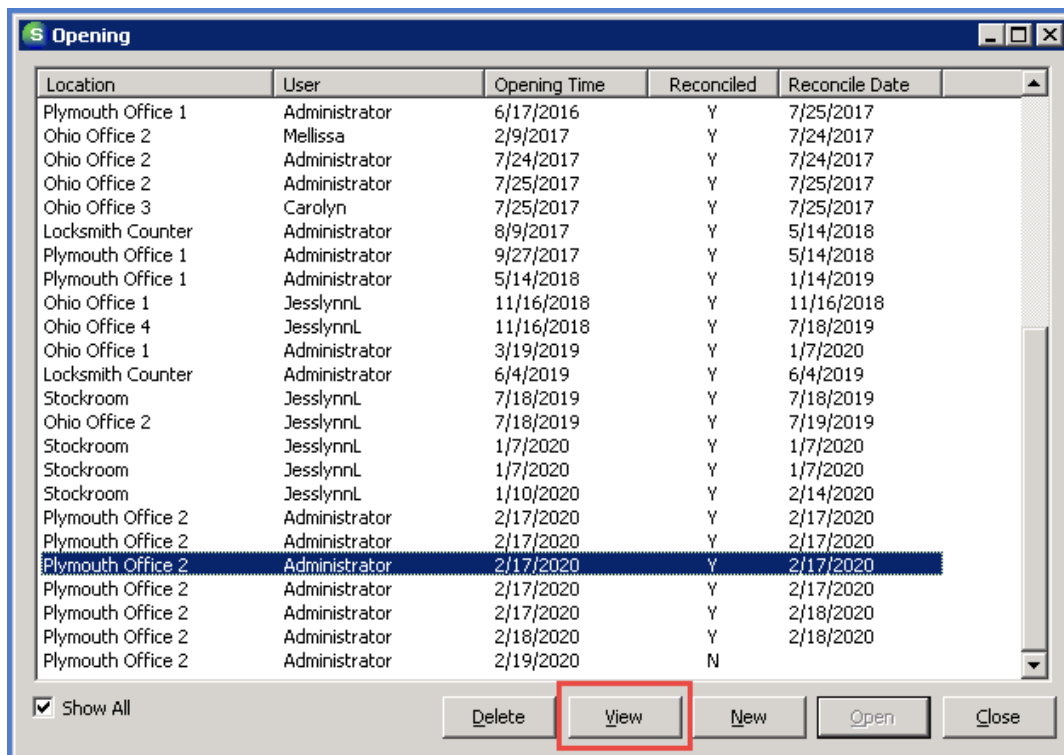 S Opening
Location User Opening Time Reconciled Reconcile Date
Plymouth Office 1 Administrator 6/17/2016 Y 7/25/2017
Ohio Office 2 Mellissa 2/9/2017 Y 7/24/2017
Ohio Office 2 Administrator 7/24/2017 Y 7/24/2017
Ohio Office 2 Administrator 7/25/2017 Y 7/25/2017
Ohio Office 3 Carolyn 7/25/2017 Y 7/25/2017
Locksmith Counter Administrator 8/9/2017 Y 5/14/2018
Plymouth Office 1 Administrator 9/27/2017 Y 5/14/2018
Plymouth Office 1 Administrator 5/14/2018 Y 1/14/2019
Ohio Office 1 JesslynnL 11/16/2018 Y 11/16/2018
Ohio Office 4 JesslynnL 11/16/2018 Y 7/18/2019
Ohio Office 1 Administrator 3/19/2019 Y 1/7/2020
Locksmith Counter Administrator 6/4/2019 Y 6/4/2019
Stockroom JesslynnL 7/18/2019 Y 7/18/2019
Ohio Office 2 JesslynnL 7/18/2019 Y 7/19/2019
Stockroom JesslynnL 1/7/2020 Y 1/7/2020
Stockroom JesslynnL 1/7/2020 Y 1/7/2020
Stockroom JesslynnL 1/10/2020 Y 2/14/2020
Plymouth Office 2 Administrator 2/17/2020 Y 2/17/2020
Plymouth Office 2 Administrator 2/17/2020 Y 2/17/2020
Plymouth Office 2 Administrator 2/17/2020 Y 2/17/2020
Plymouth Office 2 Administrator 2/17/2020 Y 2/17/2020
Plymouth Office 2 Administrator 2/17/2020 Y 2/18/2020
Plymouth Office 2 Administrator 2/18/2020 Y 2/18/2020
Plymouth Office 2 Administrator 2/19/2020 N
Show All Delete View New Open Close